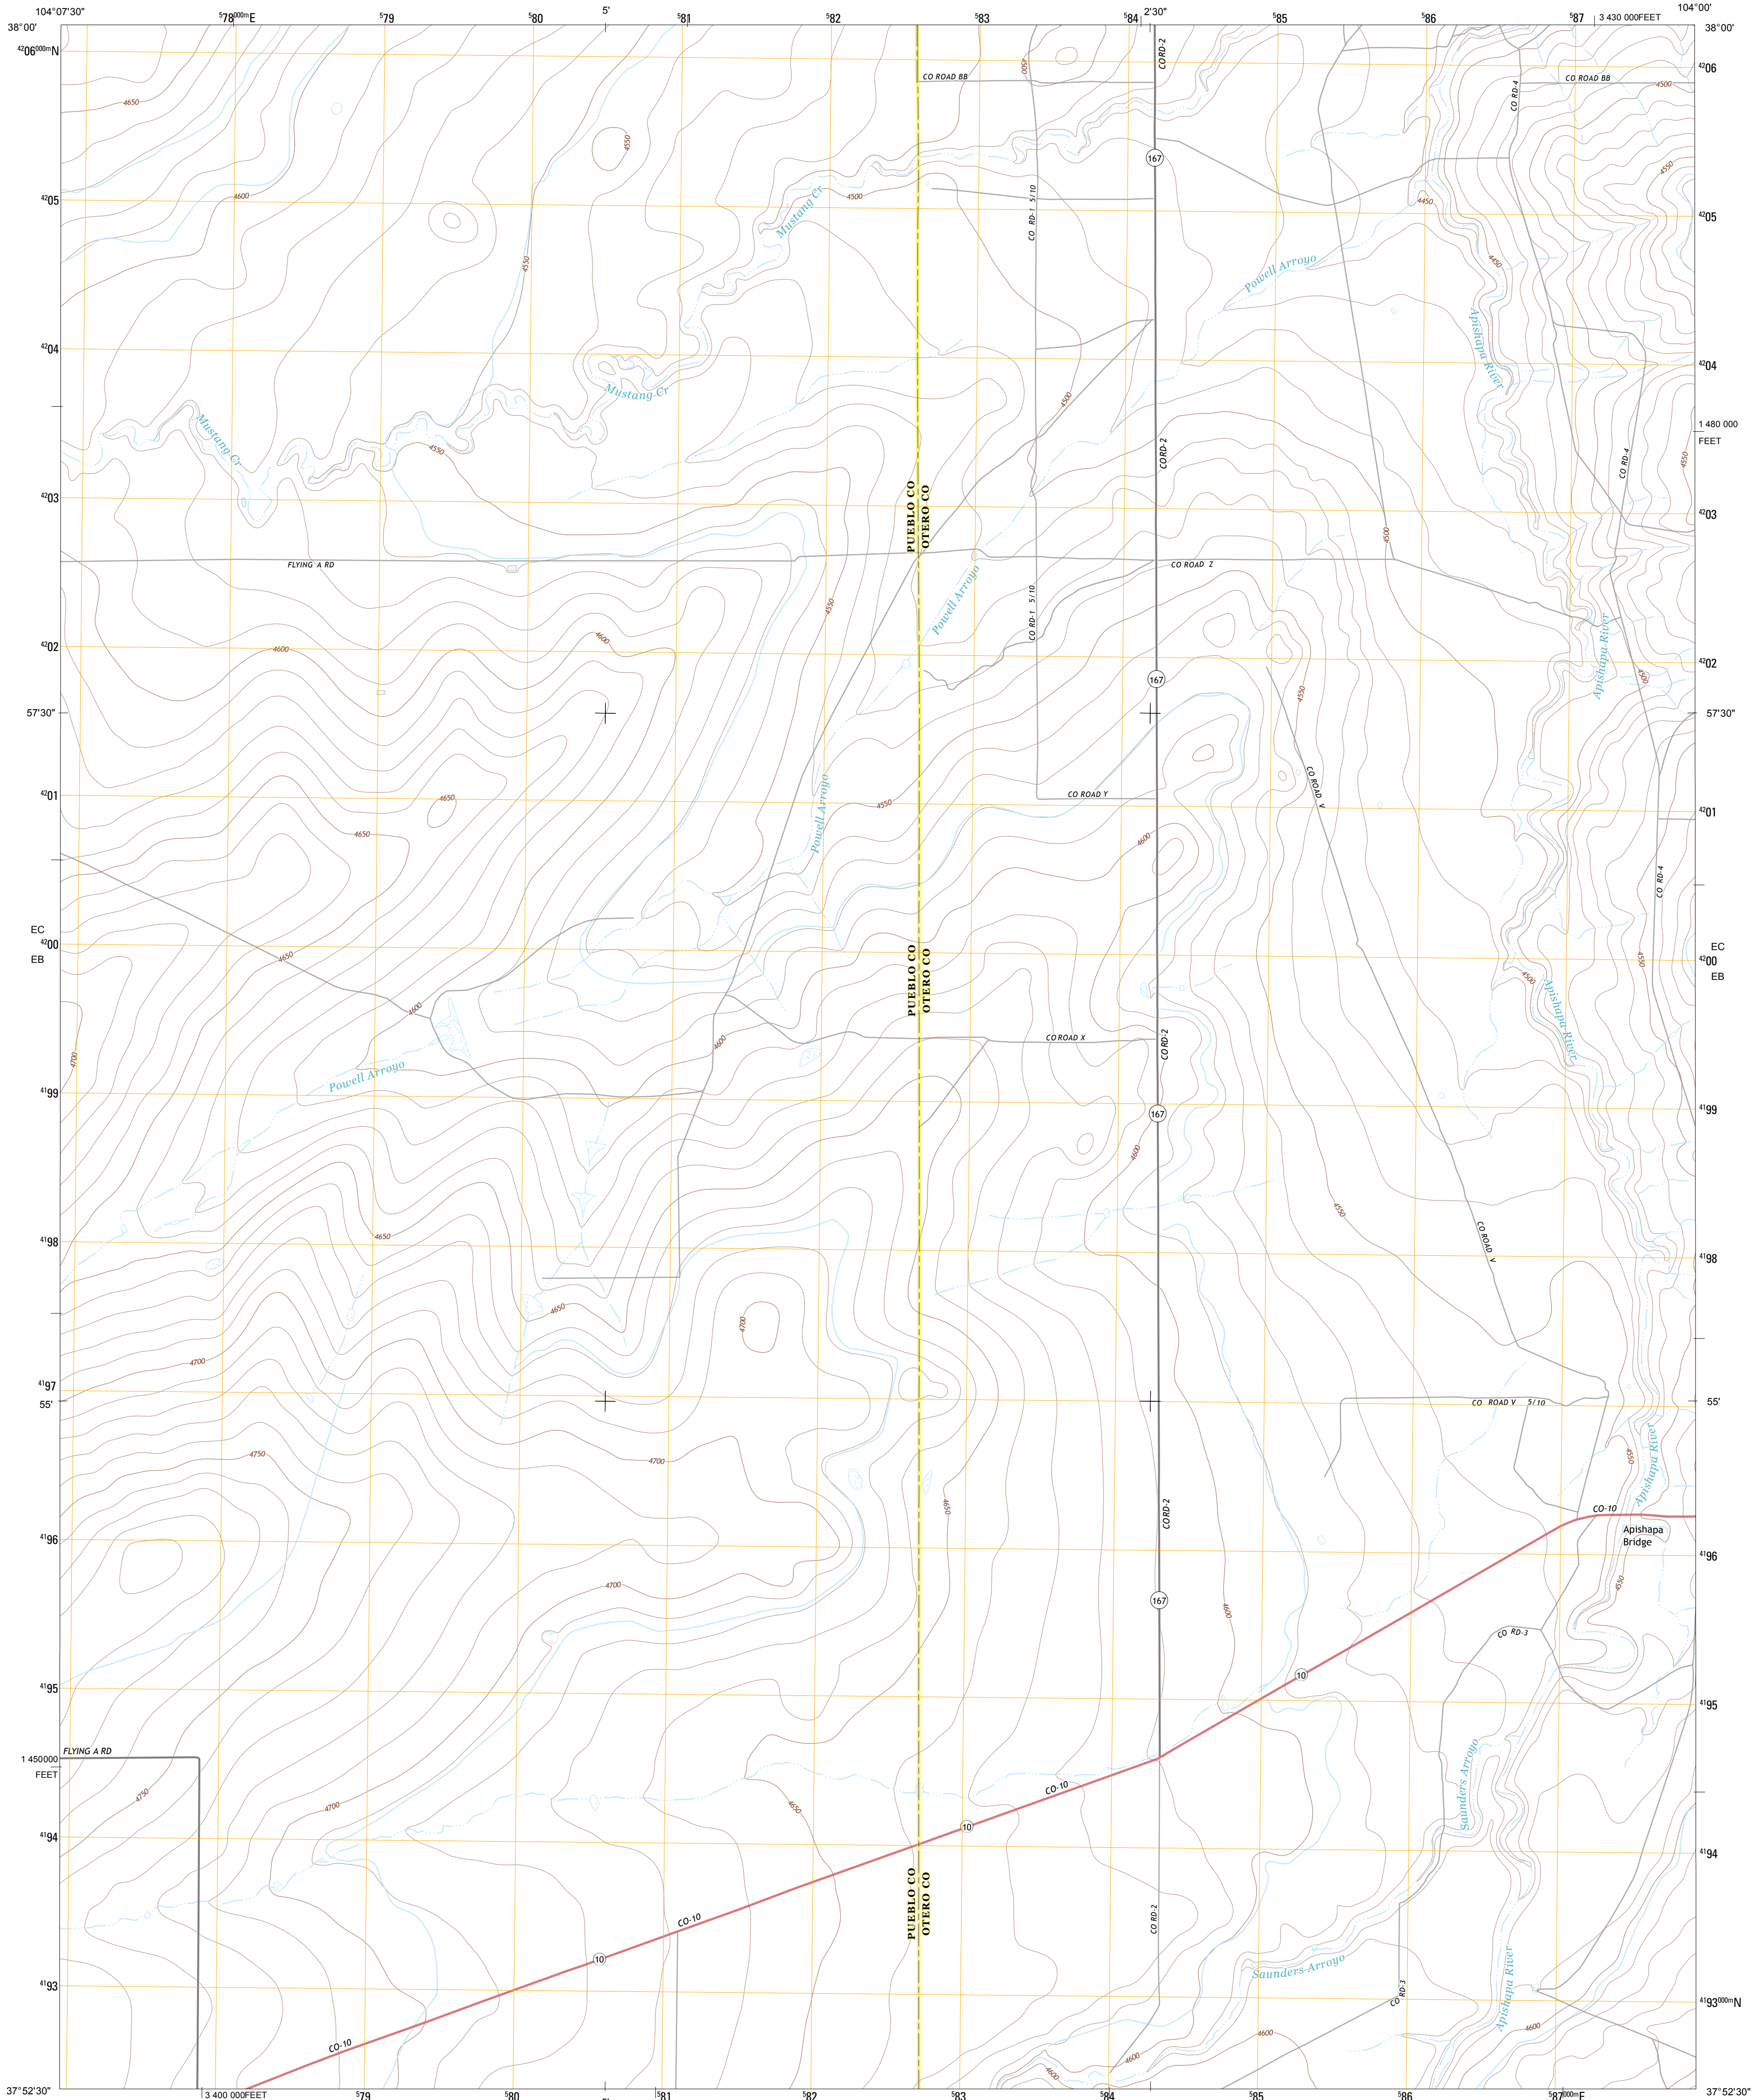 104°07'30"
⁵78⁰⁰⁰ᵐE
⁵79
⁵80
5'
⁵81
⁵82
⁵83
⁵84
2'30"
⁵85
⁵86
⁵87
3 430 000FEET
104°00'
38°00'
38°00'
⁴²06⁰⁰⁰ᵐN
⁴²06
CO RD-2
4500
CO ROAD BB
CO RD-4
CO ROAD BB
4500
4650
4550
167
4550
4600
⁴²05
Mustang Cr
4500
CO RD-1 5/10
4450
⁴²05
4550
Powell Arroyo
4450
⁴²04
Apishapa River
⁴²04
Mustang Cr
4500
Mustang Cr
4550
CO RD-2
CO RD-4
4550
1 480 000
FEET
⁴²03
PUEBLO CO
OTERO CO
⁴²03
4500
FLYING A RD
CO ROAD Z
Powell Arroyo
4550
CO RD-1 5/10
Apishapa River
⁴²02
4600
4600
⁴²02
167
4550
4500
57'30"
57'30"
⁴²01
4650
4650
Powell Arroyo
4550
CO ROAD Y
CO ROAD V
⁴²01
4600
CO RD-4
EC
EB
⁴²00
4650
PUEBLO CO
OTERO CO
4550
EC
⁴²00
EB
4500
4600
Apishapa River
4700
4600
CO ROAD X
CO RD-2
Powell Arroyo
⁴¹99
167
⁴¹99
4600
4550
⁴¹98
4650
CO ROAD V
⁴¹98
4650
4700
4700
⁴¹97
55'
CO ROAD V 5/10
55'
4750
4700
4550
Apishapa River
4650
CO RD-2
CO-10
Apishapa
Bridge
⁴¹96
⁴¹96
4700
4550
167
4600
CO RD-3
10
⁴¹95
⁴¹95
FLYING A RD
1 450000
FEET
4750
4700
4650
CO-10
Saunders Arroyo
10
⁴¹94
⁴¹94
PUEBLO CO
OTERO CO
CO RD-2
CO-10
10
Saunders Arroyo
Apishapa River
⁴¹93
CO RD-3
⁴¹93⁰⁰⁰ᵐN
CO-10
4600
4600
4600
4600
37°52'30"
3 400 000FEET
⁵79
⁵80
⁵81
⁵82
⁵83
⁵84
⁵85
⁵86
⁵87⁰⁰⁰ᵐE
37°52'30"